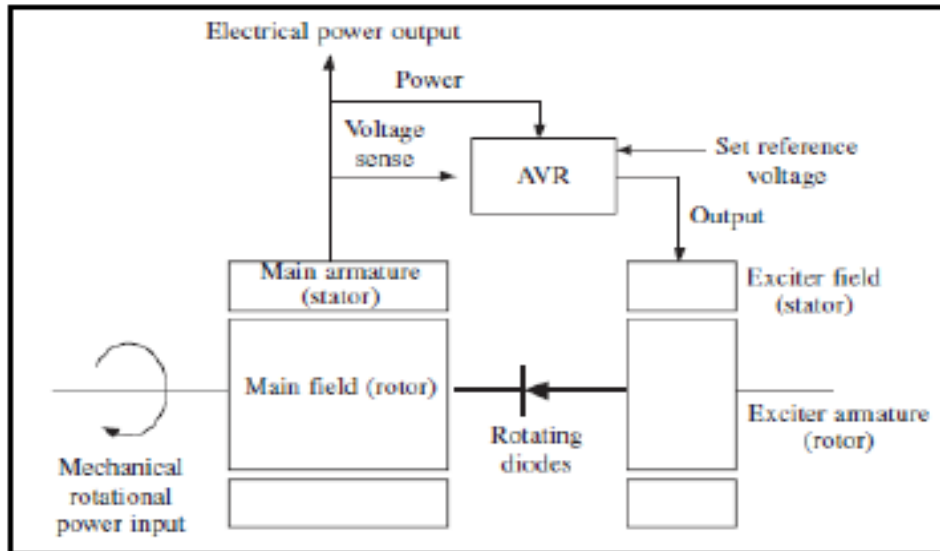 Electrical power output
Power
Voltage
sense
AVR
Set reference
voltage
Output
Main armature
(stator)
Exciter field
(stator)
Main field (rotor)
Rotating
diodes
Exciter armature
(rotor)
Mechanical
rotational
power input